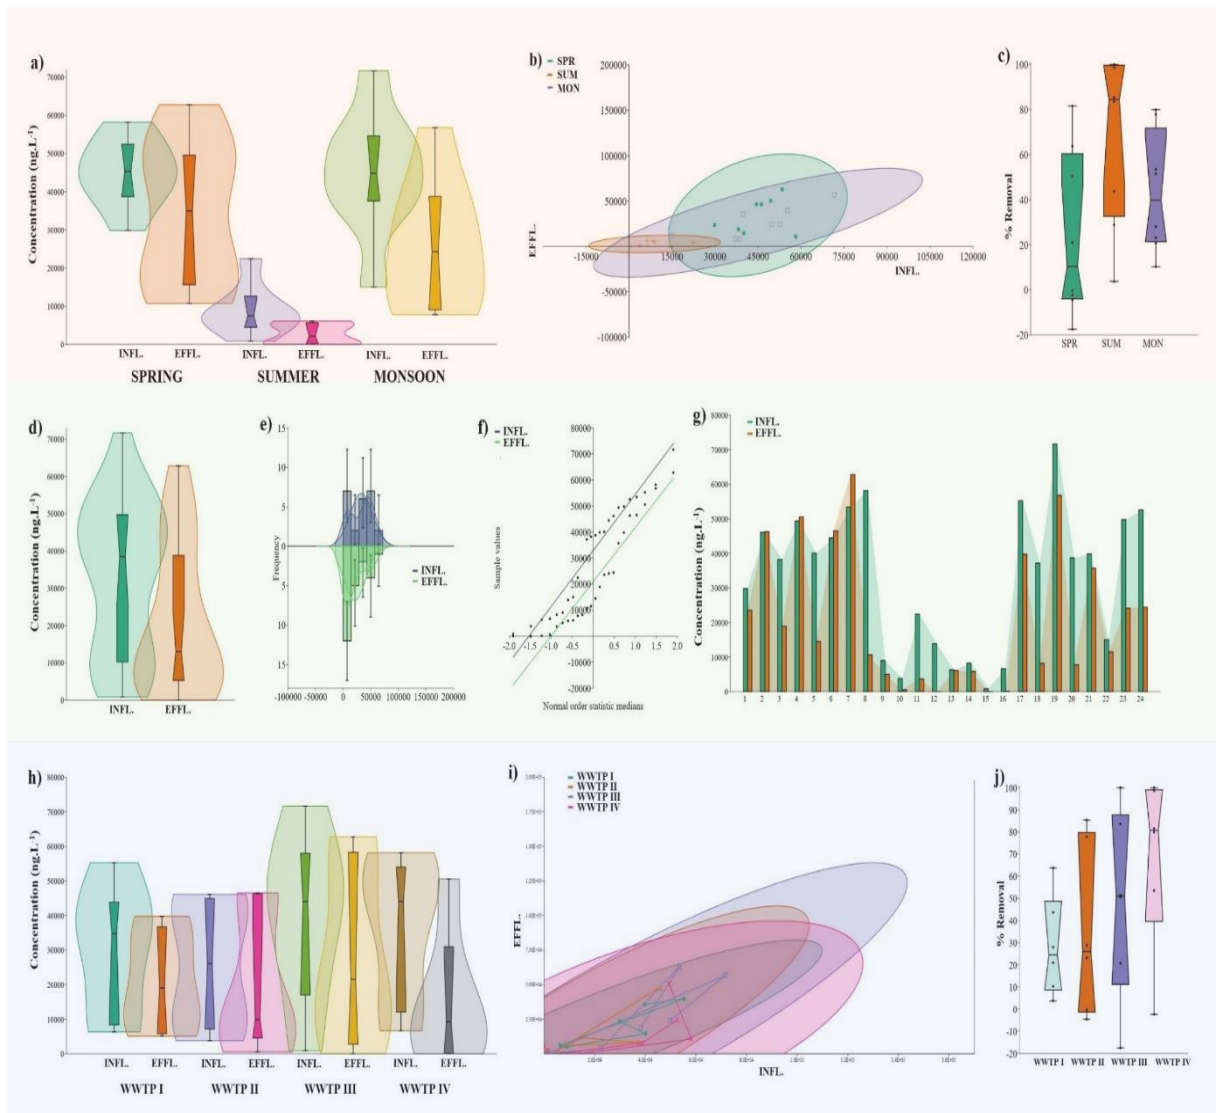 a)
Concentration (ng.L⁻¹)
70000
60000
50000
40000
30000
20000
10000
0
INFL. EFFL. INFL. EFFL. INFL. EFFL.
SPRING SUMMER MONSOON
b)
SPR
SUM
MON
EFFL.
200000
150000
100000
50000
-50000
-100000
-15000 15000 30000 45000 60000 75000 90000 105000 120000
INFL.
c)
% Removal
100
80
60
40
20
0
-20
SPR SUM MON
d)
Concentration (ng.L⁻¹)
70000
60000
50000
40000
30000
20000
10000
0
INFL. EFFL.
e)
INFL.
EFFL.
Frequency
15
10
5
0
5
10
15
INFL.
EFFL.
-100000 -50000 0 50000 100000 150000 200000
f)
INFL.
EFFL.
Sample values
80000
70000
60000
50000
40000
30000
20000
10000
-10000
-20000
-2.0 -1.5 -1.0 -0.5 0.0 0.5 1.0 1.5 2.0
Normal order statistic medians
g)
INFL.
EFFL.
Concentration (ng.L⁻¹)
80000
70000
60000
50000
40000
30000
20000
10000
0
1 2 3 4 5 6 7 8 9 10 11 12 13 14 15 16 17 18 19 20 21 22 23 24
h)
Concentration (ng.L⁻¹)
80000
70000
60000
50000
40000
30000
20000
10000
0
INFL. EFFL. INFL. EFFL. INFL. EFFL. INFL. EFFL.
WWTP I WWTP II WWTP III WWTP IV
i)
WWTP I
WWTP II
WWTP III
WWTP IV
EFFL.
INFL.
j)
% Removal
100
90
80
70
60
50
40
30
20
10
0
-10
-20
WWTP I WWTP II WWTP III WWTP IV